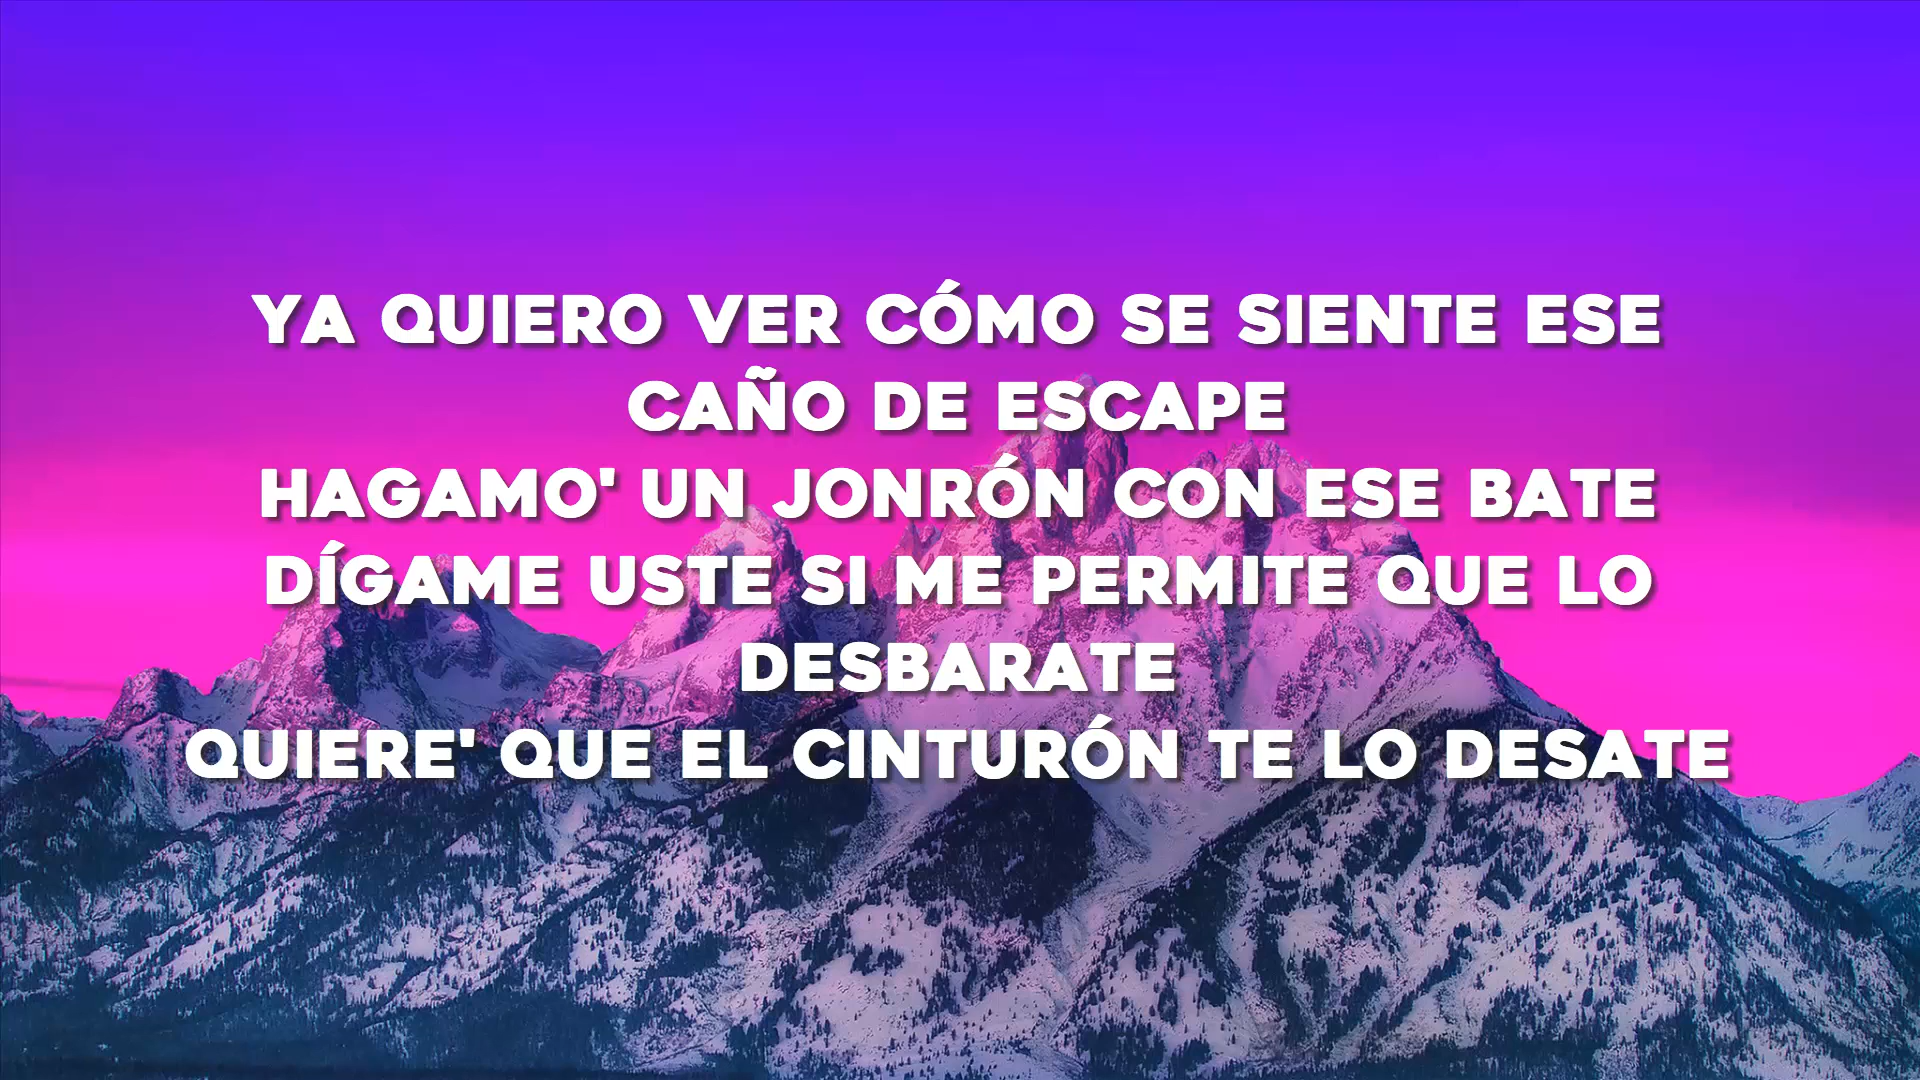 YA QUIERO VER CÓMO SE SIENTE ESE
CAÑO DE ESCAPE
HAGAMO' UN JONRÓN CON ESE BATE
DÍGAME USTE SI ME PERMITE QUE LO
DESBARATE
QUIERE' QUE EL CINTURÓN TE LO DESATE